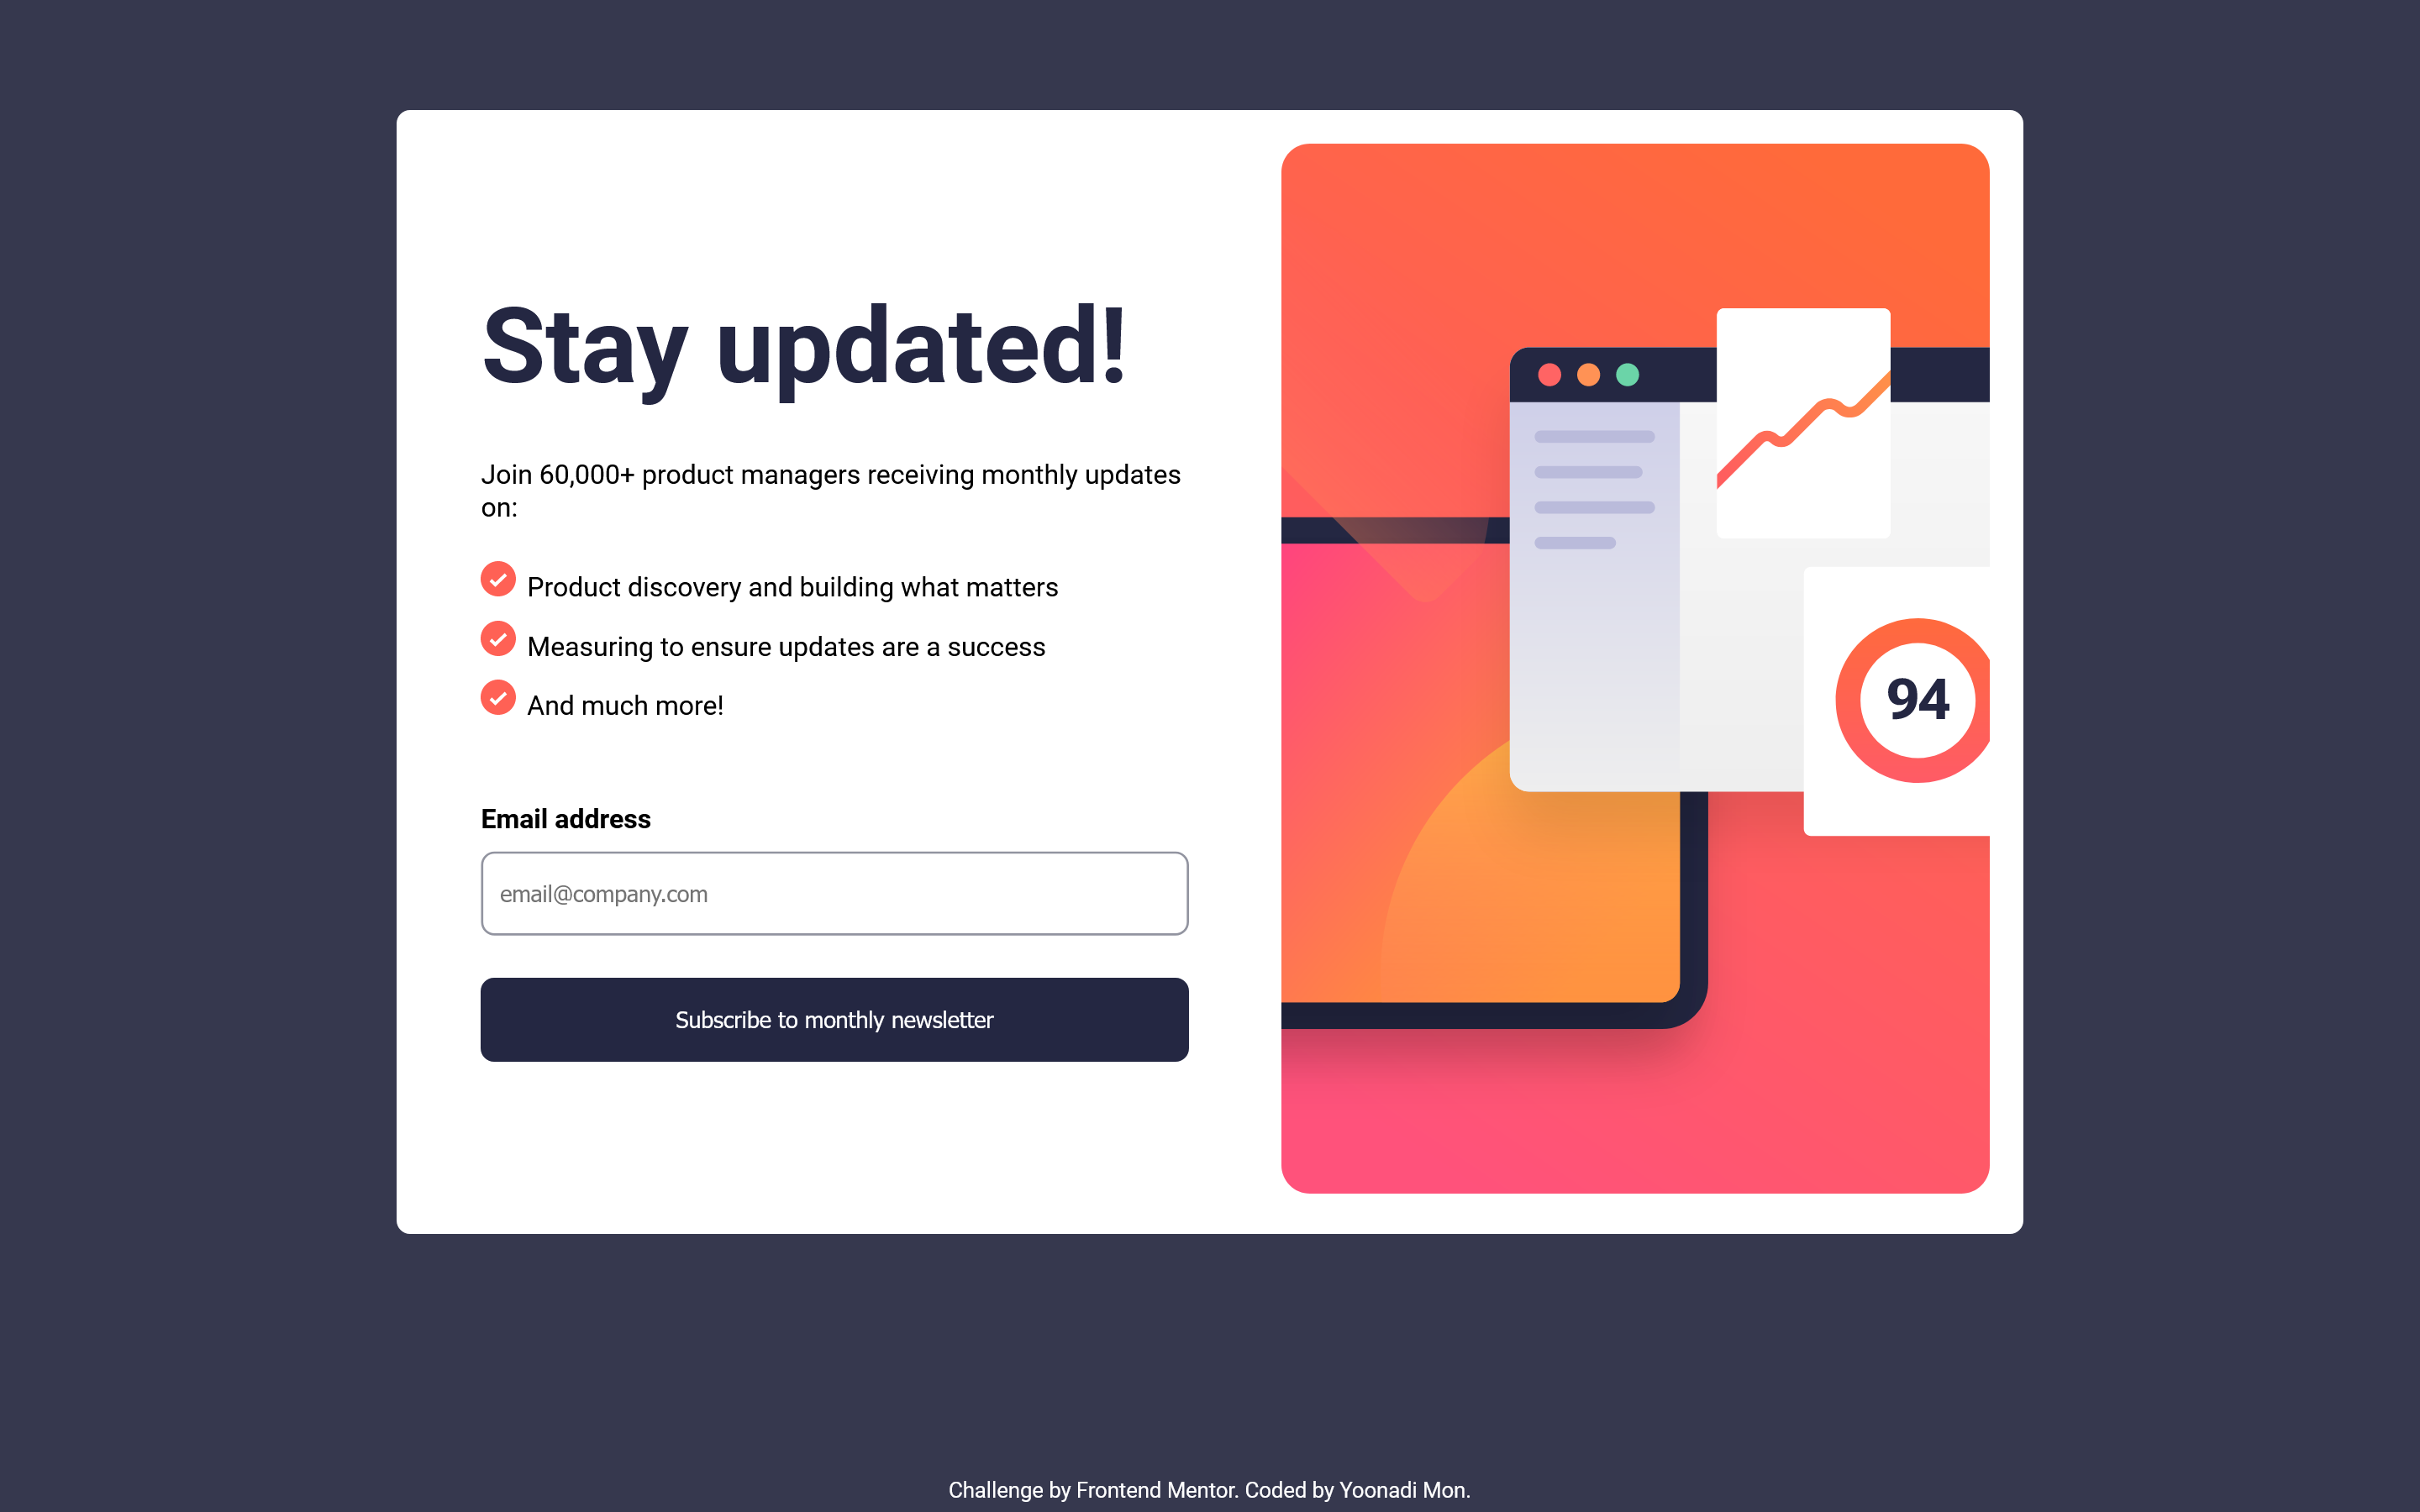 Stay updated!
Join 60,000+ product managers receiving monthly updates
on:
Product discovery and building what matters
Measuring to ensure updates are a success
And much more!
Email address
email@company.com
Subscribe to monthly newsletter
94
Challenge by Frontend Mentor. Coded by Yoonadi Mon.